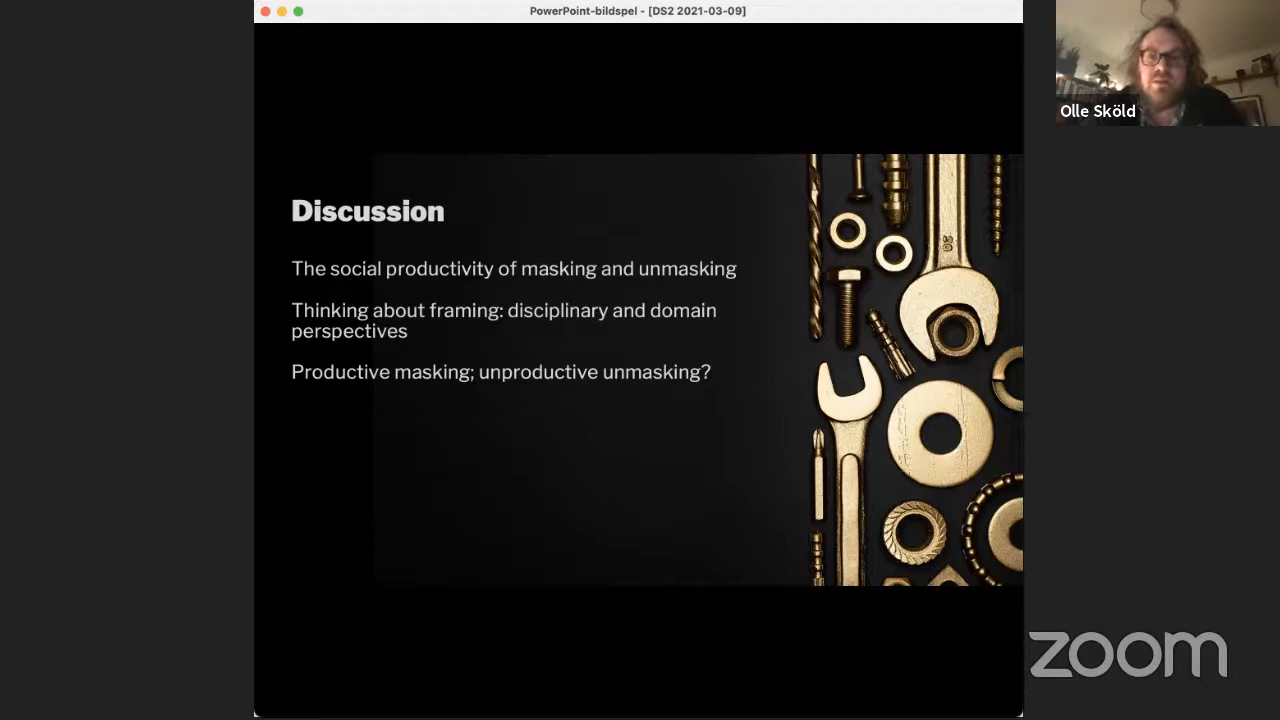 PowerPoint-bildspel - [DS2 2021-03-09]
Olle Sköld
Discussion
The social productivity of masking and unmasking
Thinking about framing: disciplinary and domain
perspectives
Productive masking; unproductive unmasking?
zoom